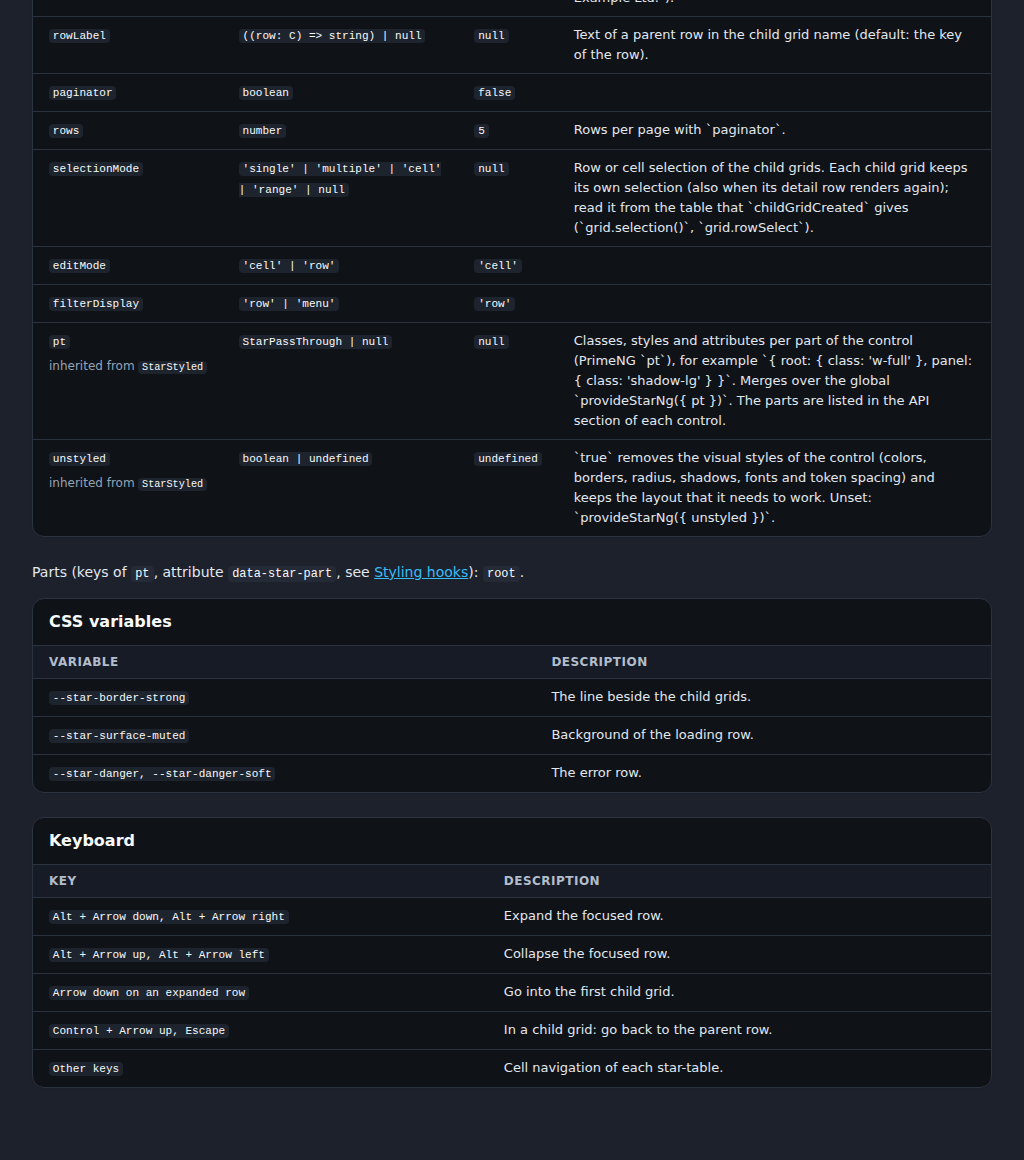 rowLabel ((row: C) => string) | null null Text of a parent row in the child grid name (default: the key
of the row).
paginator boolean false
rows number 5 Rows per page with `paginator`.
selectionMode 'single' | 'multiple' | 'cell' null Row or cell selection of the child grids. Each child grid keeps
| 'range' | null its own selection (also when its detail row renders again);
read it from the table that `childGridCreated` gives
(`grid.selection()`, `grid.rowSelect`).
editMode 'cell' | 'row' 'cell'
filterDisplay 'row' | 'menu' 'row'
pt StarPassThrough | null null Classes, styles and attributes per part of the control
inherited from StarStyled (PrimeNG `pt`), for example `{ root: { class: 'w-full' }, panel:
{ class: 'shadow-lg' } }`. Merges over the global
`provideStarNg({ pt })`. The parts are listed in the API
section of each control.
unstyled boolean | undefined undefined `true` removes the visual styles of the control (colors,
inherited from StarStyled borders, radius, shadows, fonts and token spacing) and
keeps the layout that it needs to work. Unset:
`provideStarNg({ unstyled })`.
Parts (keys of pt, attribute data-star-part, see Styling hooks): root.
CSS variables
VARIABLE DESCRIPTION
--star-border-strong The line beside the child grids.
--star-surface-muted Background of the loading row.
--star-danger, --star-danger-soft The error row.
Keyboard
KEY DESCRIPTION
Alt + Arrow down, Alt + Arrow right Expand the focused row.
Alt + Arrow up, Alt + Arrow left Collapse the focused row.
Arrow down on an expanded row Go into the first child grid.
Control + Arrow up, Escape In a child grid: go back to the parent row.
Other keys Cell navigation of each star-table.